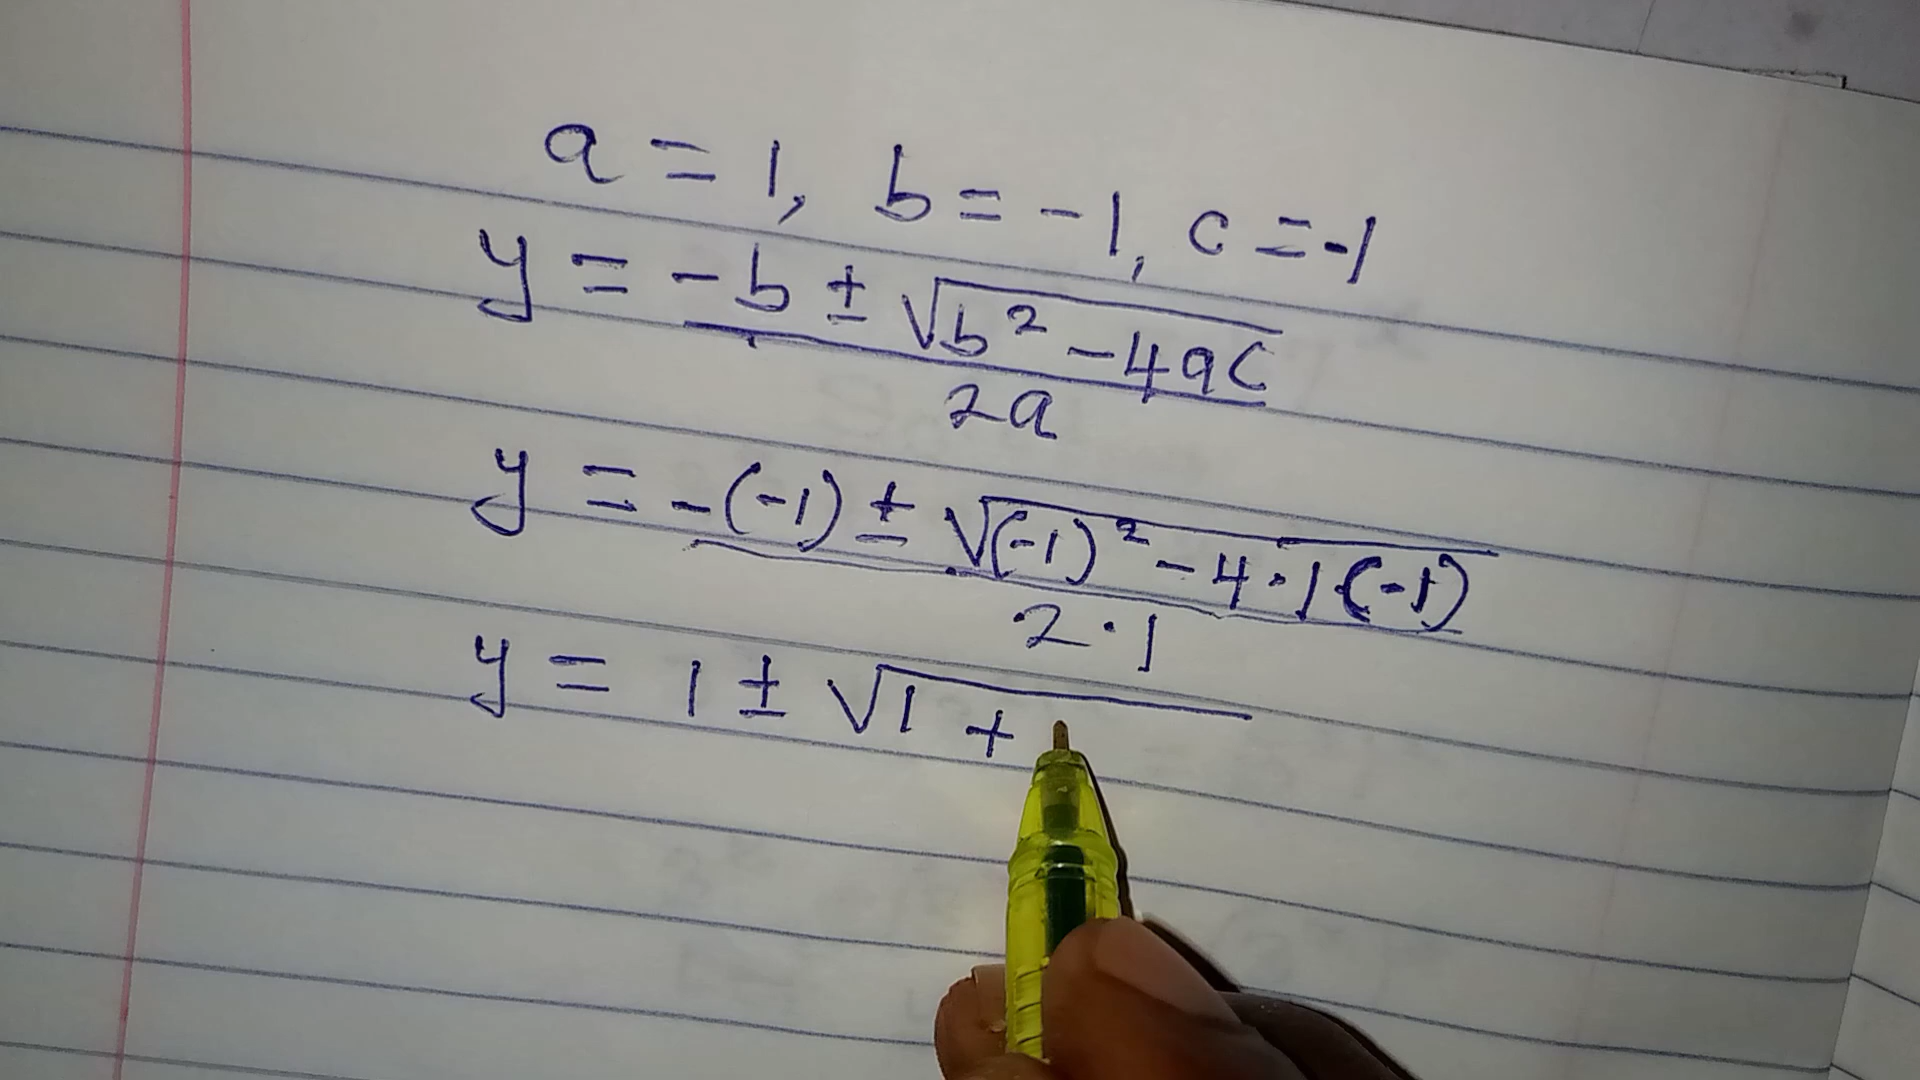 a = 1, b = -1, c = -1
y = -b ± √b² - 4ac
2a
y = -(-1) ± √(-1)² - 4·1(-1)
2·1
y = 1 ± √1 +